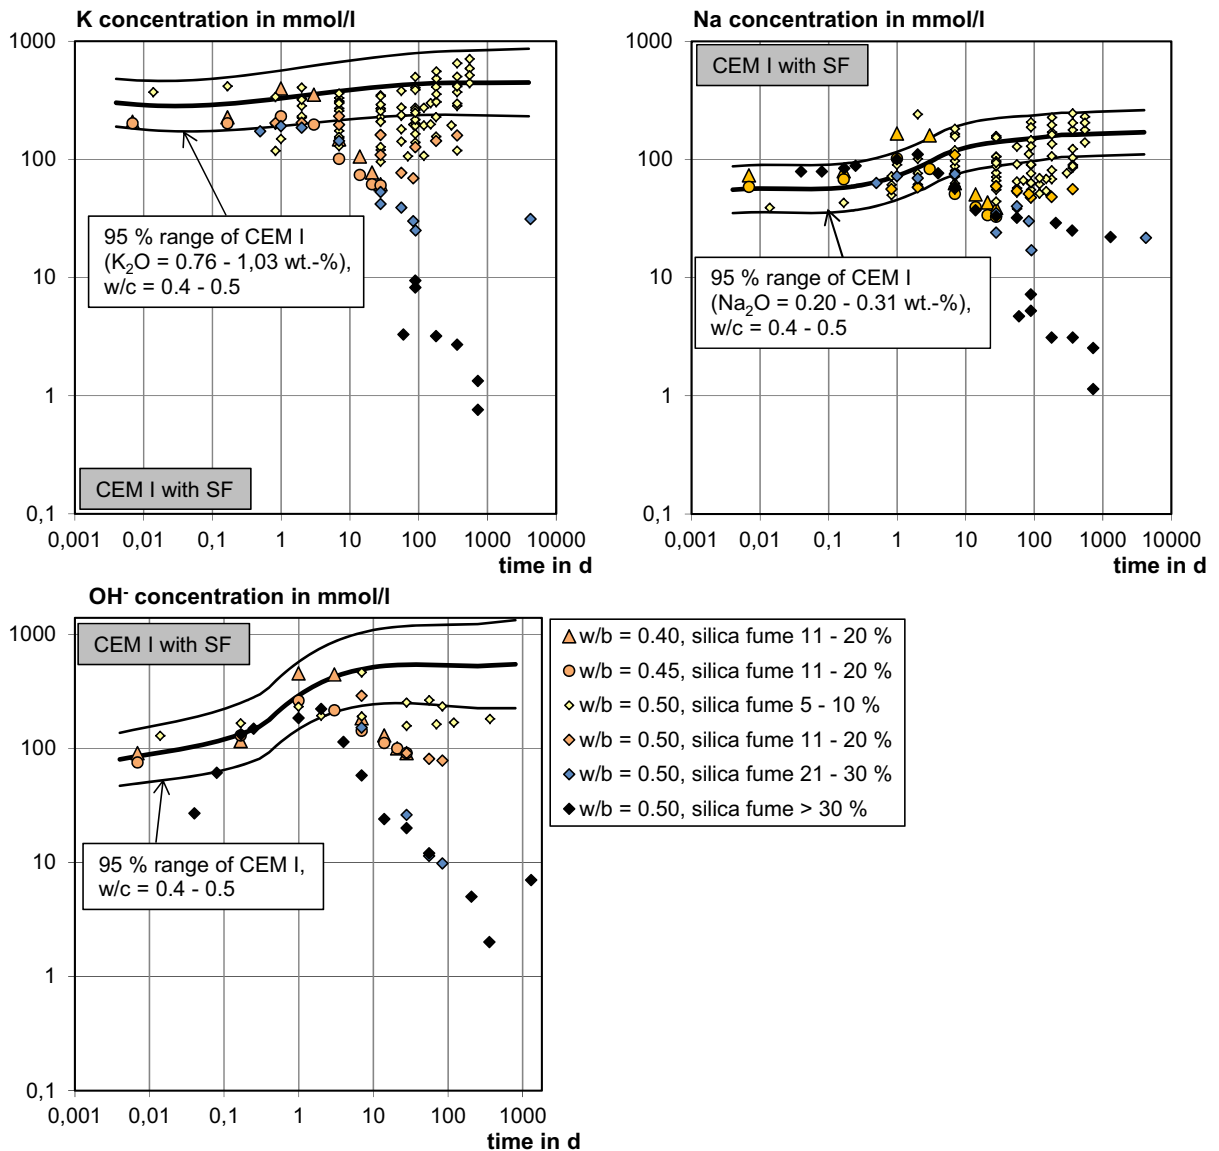 K concentration in mmol/l
1000
100
10
1
0,1
95 % range of CEM I
(K₂O = 0.76 - 1,03 wt.-%),
w/c = 0.4 - 0.5
CEM I with SF
0,001 0,01 0,1 1 10 100 1000 10000
time in d
Na concentration in mmol/l
1000
100
10
1
0,1
CEM I with SF
95 % range of CEM I
(Na₂O = 0.20 - 0.31 wt.-%),
w/c = 0.4 - 0.5
0,001 0,01 0,1 1 10 100 1000 10000
time in d
OH⁻ concentration in mmol/l
1000
100
10
1
0,1
CEM I with SF
95 % range of CEM I,
w/c = 0.4 - 0.5
0,001 0,01 0,1 1 10 100 1000
time in d
w/b = 0.40, silica fume 11 - 20 %
w/b = 0.45, silica fume 11 - 20 %
w/b = 0.50, silica fume 5 - 10 %
w/b = 0.50, silica fume 11 - 20 %
w/b = 0.50, silica fume 21 - 30 %
w/b = 0.50, silica fume > 30 %